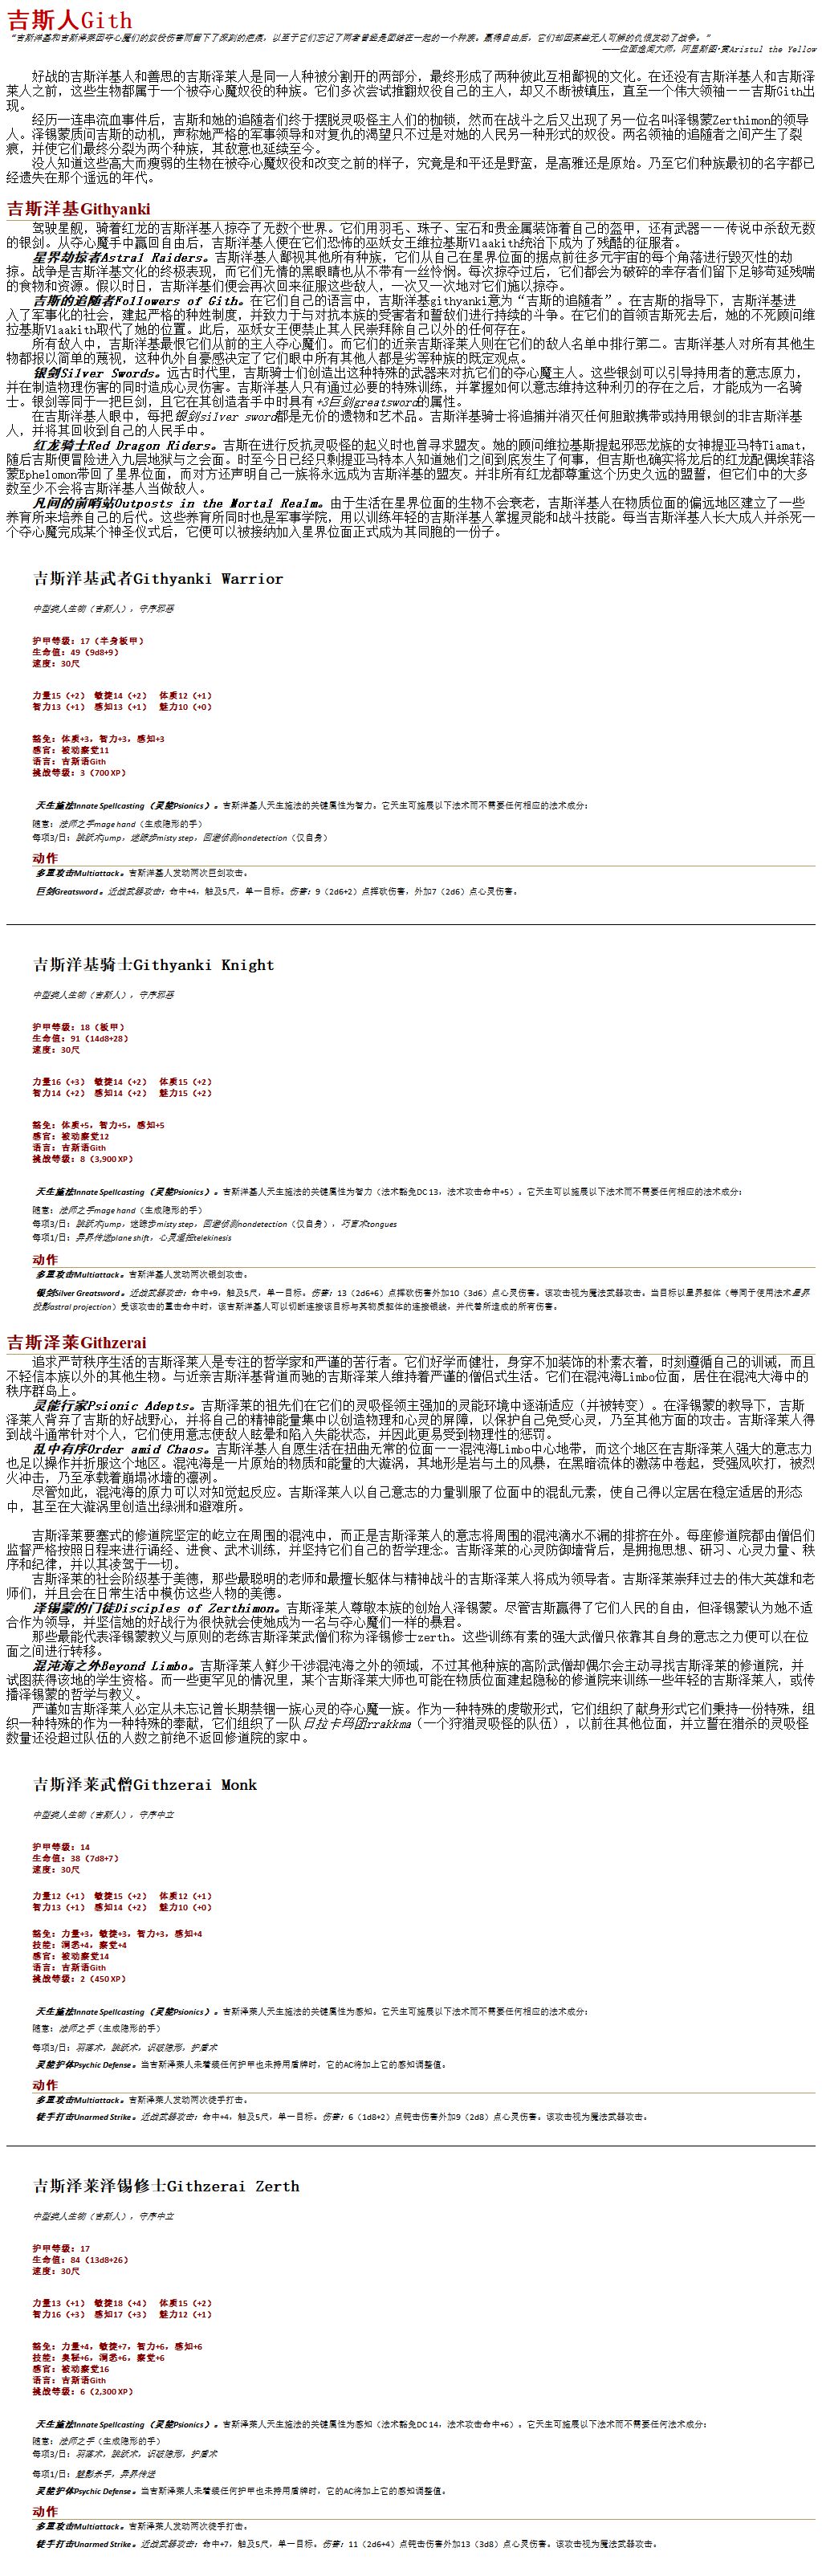 吉斯人Gith
“吉斯洋基和吉斯泽莱因夺心魔们的奴役伤害而留下了深刻的疤痕，以至于它们忘记了两者曾经是团结在一起的一个种族。赢得自由后，它们却因某些无人可解的仇恨发动了战争。”
——位面逸闻大师，阿里斯图·黄Aristul the Yellow
好战的吉斯洋基人和善思的吉斯泽莱人是同一人种被分割开的两部分，最终形成了两种彼此互相鄙视的文化。在还没有吉斯洋基人和吉斯泽
莱人之前，这些生物都属于一个被夺心魔奴役的种族。它们多次尝试推翻奴役自己的主人，却又不断被镇压，直至一个伟大领袖——吉斯Gith出
现。
经历一连串流血事件后，吉斯和她的追随者们终于摆脱灵吸怪主人们的枷锁，然而在战斗之后又出现了另一位名叫泽锡蒙Zerthimon的领导
人。泽锡蒙质问吉斯的动机，声称她严格的军事领导和对复仇的渴望只不过是对她的人民另一种形式的奴役。两名领袖的追随者之间产生了裂
痕，并使它们最终分裂为两个种族，其敌意也延续至今。
没人知道这些高大而瘦弱的生物在被夺心魔奴役和改变之前的样子，究竟是和平还是野蛮，是高雅还是原始。乃至它们种族最初的名字都已
经遗失在那个遥远的年代。
吉斯洋基Githyanki
驾驶星舰，骑着红龙的吉斯洋基人掠夺了无数个世界。它们用羽毛、珠子、宝石和贵金属装饰着自己的盔甲，还有武器——传说中杀敌无数
的银剑。从夺心魔手中赢回自由后，吉斯洋基人便在它们恐怖的巫妖女王维拉基斯Vlaakith统治下成为了残酷的征服者。
星界劫掠者Astral Raiders。吉斯洋基人鄙视其他所有种族，它们从自己在星界位面的据点前往多元宇宙的每个角落进行毁灭性的劫
掠。战争是吉斯洋基文化的终极表现，而它们无情的黑眼睛也从不带有一丝怜悯。每次掠夺过后，它们都会为破碎的幸存者们留下足够苟延残喘
的食物和资源。假以时日，吉斯洋基们便会再次回来征服这些敌人，一次又一次地对它们施以掠夺。
吉斯的追随者Followers of Gith。在它们自己的语言中，吉斯洋基githyanki意为“吉斯的追随者”。在吉斯的指导下，吉斯洋基进
入了军事化的社会，建起严格的种姓制度，并致力于与对抗本族的受害者和誓敌们进行持续的斗争。在它们的首领吉斯死去后，她的不死顾问维
拉基斯Vlaakith取代了她的位置。此后，巫妖女王便禁止其人民崇拜除自己以外的任何存在。
所有敌人中，吉斯洋基最恨它们从前的主人夺心魔们。而它们的近亲吉斯泽莱人则在它们的敌人名单中排行第二。吉斯洋基人对所有其他生
物都报以简单的蔑视，这种仇外自豪感决定了它们眼中所有其他人都是劣等种族的既定观点。
银剑Silver Swords。远古时代里，吉斯骑士们创造出这种特殊的武器来对抗它们的夺心魔主人。这些银剑可以引导持用者的意志原力，
并在制造物理伤害的同时造成心灵伤害。吉斯洋基人只有通过必要的特殊训练，并掌握如何以意志维持这种利刃的存在之后，才能成为一名骑
士。银剑等同于一把巨剑，且它在其创造者手中时具有+3巨剑greatsword的属性。
在吉斯洋基人眼中，每把银剑silver sword都是无价的遗物和艺术品。吉斯洋基骑士将追捕并消灭任何胆敢携带或持用银剑的非吉斯洋基
人，并将其回收到自己的人民手中。
红龙骑士Red Dragon Riders。吉斯在进行反抗灵吸怪的起义时也曾寻求盟友。她的顾问维拉基斯提起邪恶龙族的女神提亚马特Tiamat，
随后吉斯便冒险进入九层地狱与之会面。时至今日已经只剩提亚马特本人知道她们之间到底发生了何事，但吉斯也确实将龙后的红龙配偶埃菲洛
蒙Ephelomon带回了星界位面，而对方还声明自己一族将永远成为吉斯洋基的盟友。并非所有红龙都尊重这个历史久远的盟誓，但它们中的大多
数至少不会将吉斯洋基人当做敌人。
凡间的前哨站Outposts in the Mortal Realm。由于生活在星界位面的生物不会衰老，吉斯洋基人在物质位面的偏远地区建立了一些
养育所来培养自己的后代。这些养育所同时也是军事学院，用以训练年轻的吉斯洋基人掌握灵能和战斗技能。每当吉斯洋基人长大成人并杀死一
个夺心魔完成某个神圣仪式后，它便可以被接纳加入星界位面正式成为其同胞的一份子。
吉斯洋基武者Githyanki Warrior
中型类人生物（吉斯人），守序邪恶
护甲等级：17（半身板甲）
生命值：49（9d8+9）
速度：30尺
力量15（+2） 敏捷14（+2） 体质12（+1）
智力13（+1） 感知13（+1） 魅力10（+0）
豁免：体质+3，智力+3，感知+3
感官：被动察觉11
语言：吉斯语Gith
挑战等级：3（700 XP）
天生施法Innate Spellcasting（灵能Psionics）。吉斯洋基人天生施法的关键属性为智力。它天生可施展以下法术而不需要任何相应的法术成分：
随意：法师之手mage hand（生成隐形的手）
每项3/日：跳跃术jump，迷踪步misty step，回避侦测nondetection（仅自身）
动作
多重攻击Multiattack。吉斯洋基人发动两次巨剑攻击。
巨剑Greatsword。近战武器攻击：命中+4，触及5尺，单一目标。伤害：9（2d6+2）点挥砍伤害，外加7（2d6）点心灵伤害。
吉斯洋基骑士Githyanki Knight
中型类人生物（吉斯人），守序邪恶
护甲等级：18（板甲）
生命值：91（14d8+28）
速度：30尺
力量16（+3） 敏捷14（+2） 体质15（+2）
智力14（+2） 感知14（+2） 魅力15（+2）
豁免：体质+5，智力+5，感知+5
感官：被动察觉12
语言：吉斯语Gith
挑战等级：8（3,900 XP）
天生施法Innate Spellcasting（灵能Psionics）。吉斯洋基人天生施法的关键属性为智力（法术豁免DC 13，法术攻击命中+5）。它天生可以施展以下法术而不需要任何相应的法术成分：
随意：法师之手mage hand（生成隐形的手）
每项3/日：跳跃术jump，迷踪步misty step，回避侦测nondetection（仅自身），巧言术tongues
每项1/日：异界传送plane shift，心灵遥控telekinesis
动作
多重攻击Multiattack。吉斯洋基人发动两次银剑攻击。
银剑Silver Greatsword。近战武器攻击：命中+9，触及5尺，单一目标。伤害：13（2d6+6）点挥砍伤害外加10（3d6）点心灵伤害。该攻击视为魔法武器攻击。当目标以星界躯体（等同于使用法术星界
投影astral projection）受该攻击的重击命中时，该吉斯洋基人可以切断连接该目标与其物质躯体的连接银线，并代替所造成的所有伤害。
吉斯泽莱Githzerai
追求严苛秩序生活的吉斯泽莱人是专注的哲学家和严谨的苦行者。它们好学而健壮，身穿不加装饰的朴素衣着，时刻遵循自己的训诫，而且
不轻信本族以外的其他生物。与近亲吉斯洋基背道而驰的吉斯泽莱人维持着严谨的僧侣式生活。它们在混沌海Limbo位面，居住在混沌大海中的
秩序群岛上。
灵能行家Psionic Adepts。吉斯泽莱的祖先们在它们的灵吸怪领主强加的灵能环境中逐渐适应（并被转变）。在泽锡蒙的教导下，吉斯
泽莱人背弃了吉斯的好战野心，并将自己的精神能量集中以创造物理和心灵的屏障，以保护自己免受心灵，乃至其他方面的攻击。吉斯泽莱人得
到战斗通常针对个人，它们使用意志使敌人眩晕和陷入失能状态，并因此更易受到物理性的惩罚。
乱中有序Order amid Chaos。吉斯洋基人自愿生活在扭曲无常的位面——混沌海Limbo中心地带，而这个地区在吉斯泽莱人强大的意志力
也足以操作并折服这个地区。混沌海是一片原始的物质和能量的大漩涡，其地形是岩与土的风暴，在黑暗流体的激荡中卷起，受强风吹打，被烈
火冲击，乃至承载着崩塌冰墙的凛冽。
尽管如此，混沌海的原力可以对知觉起反应。吉斯泽莱人以自己意志的力量驯服了位面中的混乱元素，使自己得以定居在稳定适居的形态
中，甚至在大漩涡里创造出绿洲和避难所。
吉斯泽莱要塞式的修道院坚定的屹立在周围的混沌中，而正是吉斯泽莱人的意志将周围的混沌滴水不漏的排挤在外。每座修道院都由僧侣们
监督严格按照日程来进行诵经、进食、武术训练，并坚持它们自己的哲学理念。吉斯泽莱的心灵防御墙背后，是拥抱思想、研习、心灵力量、秩
序和纪律，并以其凌驾于一切。
吉斯泽莱的社会阶级基于美德，那些最聪明的老师和最擅长躯体与精神战斗的吉斯泽莱人将成为领导者。吉斯泽莱崇拜过去的伟大英雄和老
师们，并且会在日常生活中模仿这些人物的美德。
泽锡蒙的门徒Disciples of Zerthimon。吉斯泽莱人尊敬本族的创始人泽锡蒙。尽管吉斯赢得了它们人民的自由，但泽锡蒙认为她不适
合作为领导，并坚信她的好战行为很快就会使她成为一名与夺心魔们一样的暴君。
那些最能代表泽锡蒙教义与原则的老练吉斯泽莱武僧们称为泽锡修士zerth。这些训练有素的强大武僧只依靠其自身的意志之力便可以在位
面之间进行转移。
混沌海之外Beyond Limbo。吉斯泽莱人鲜少干涉混沌海之外的领域，不过其他种族的高阶武僧却偶尔会主动寻找吉斯泽莱的修道院，并
试图获得该地的学生资格。而一些更罕见的情况里，某个吉斯泽莱大师也可能在物质位面建起隐秘的修道院来训练一些年轻的吉斯泽莱人，或传
播泽锡蒙的哲学与教义。
严谨如吉斯泽莱人必定从未忘记曾长期禁锢一族心灵的夺心魔一族。作为一种特殊的虔敬形式，它们组织了献身形式它们秉持一份特殊，组
织一种特殊的作为一种特殊的奉献，它们组织了一队日拉卡玛团rrakkma（一个狩猎灵吸怪的队伍），以前往其他位面，并立誓在猎杀的灵吸怪
数量还没超过队伍的人数之前绝不返回修道院的家中。
吉斯泽莱武僧Githzerai Monk
中型类人生物（吉斯人），守序中立
护甲等级：14
生命值：38（7d8+7）
速度：30尺
力量12（+1） 敏捷15（+2） 体质12（+1）
智力13（+1） 感知14（+2） 魅力10（+0）
豁免：力量+3，敏捷+3，智力+3，感知+4
技能：洞悉+4，察觉+4
感官：被动察觉14
语言：吉斯语Gith
挑战等级：2（450 XP）
天生施法Innate Spellcasting（灵能Psionics）。吉斯泽莱人天生施法的关键属性为感知。它天生可施展以下法术而不需要任何相应的法术成分：
随意：法师之手（生成隐形的手）
每项3/日：羽落术，跳跃术，识破隐形，护盾术
灵能护体Psychic Defense。当吉斯泽莱人未着装任何护甲也未持用盾牌时，它的AC将加上它的感知调整值。
动作
多重攻击Multiattack。吉斯泽莱人发动两次徒手打击。
徒手打击Unarmed Strike。近战武器攻击：命中+4，触及5尺，单一目标。伤害：6（1d8+2）点钝击伤害外加9（2d8）点心灵伤害。该攻击视为魔法武器攻击。
吉斯泽莱泽锡修士Githzerai Zerth
中型类人生物（吉斯人），守序中立
护甲等级：17
生命值：84（13d8+26）
速度：30尺
力量13（+1） 敏捷18（+4） 体质15（+2）
智力16（+3） 感知17（+3） 魅力12（+1）
豁免：力量+4，敏捷+7，智力+6，感知+6
技能：奥秘+6，洞悉+6，察觉+6
感官：被动察觉16
语言：吉斯语Gith
挑战等级：6（2,300 XP）
天生施法Innate Spellcasting（灵能Psionics）。吉斯泽莱人天生施法的关键属性为感知（法术豁免DC 14，法术攻击命中+6）。它天生可施展以下法术而不需要任何法术成分：
随意：法师之手（生成隐形的手）
每项3/日：羽落术，跳跃术，识破隐形，护盾术
每项1/日：魅影杀手，异界传送
灵能护体Psychic Defense。当吉斯泽莱人未着装任何护甲也未持用盾牌时，它的AC将加上它的感知调整值。
动作
多重攻击Multiattack。吉斯泽莱人发动两次徒手打击。
徒手打击Unarmed Strike。近战武器攻击：命中+7，触及5尺，单一目标。伤害：11（2d6+4）点钝击伤害外加13（3d8）点心灵伤害。该攻击视为魔法武器攻击。